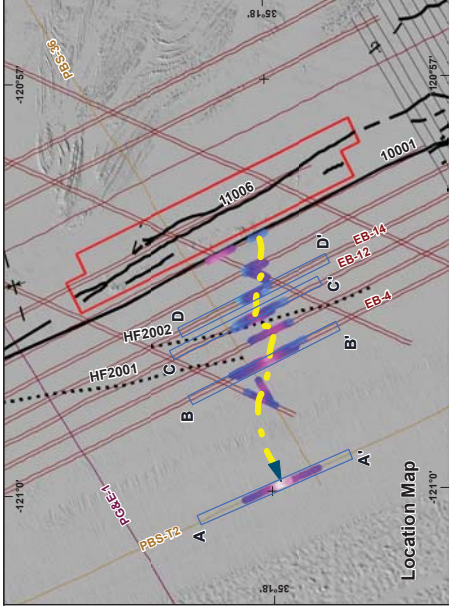 -120°57'
35°18'
PBS-36
120°57'
11006
10001
D'
EB-14
EB-12
C'
EB-4
B'
HF2002
D
C
HF2001
B
A'
A
PG&E-1
PBS-T2
-121°0'
35°18'
-121°0'
Location Map